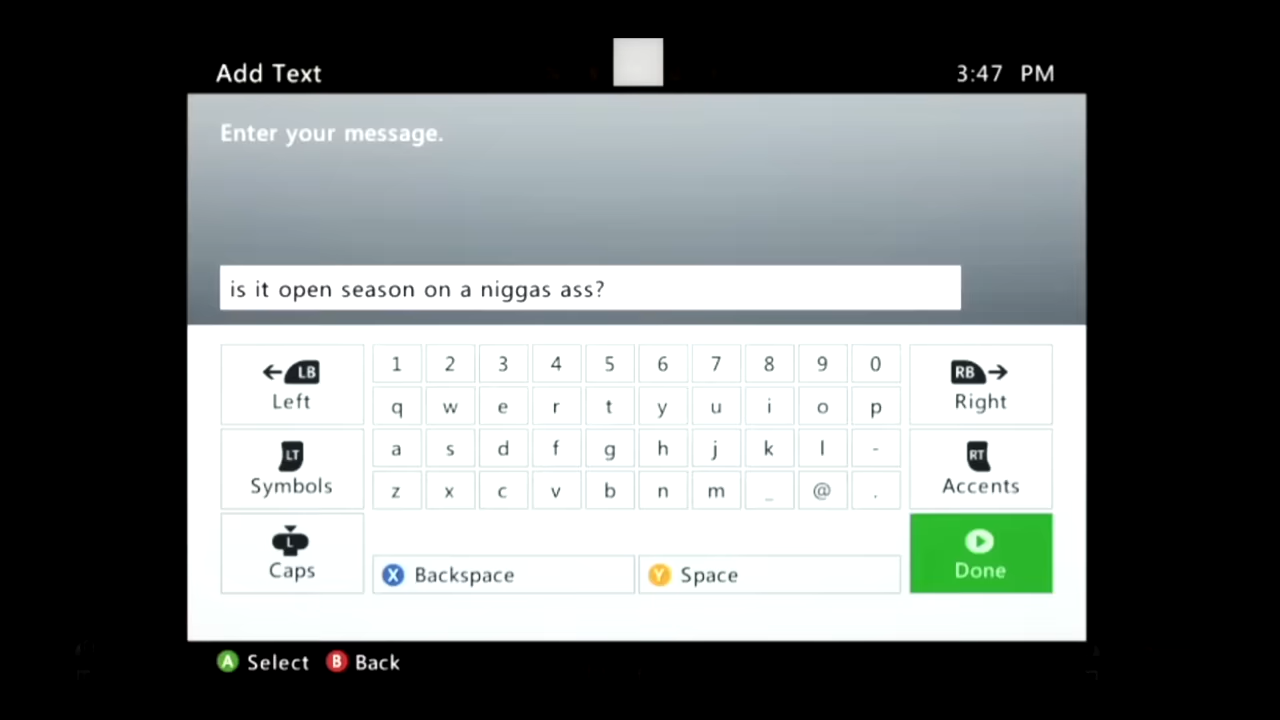 Add Text
3:47 PM
Enter your message.
is it open season on a niggas ass?
LB
Left
1 2 3 4 5 6 7 8 9 0
RB
Right
q w e r t y u i o p
LT
Symbols
a s d f g h j k l -
RT
Accents
z x c v b n m _ @ .
L
Caps
X Backspace
Y Space
Done
A Select B Back